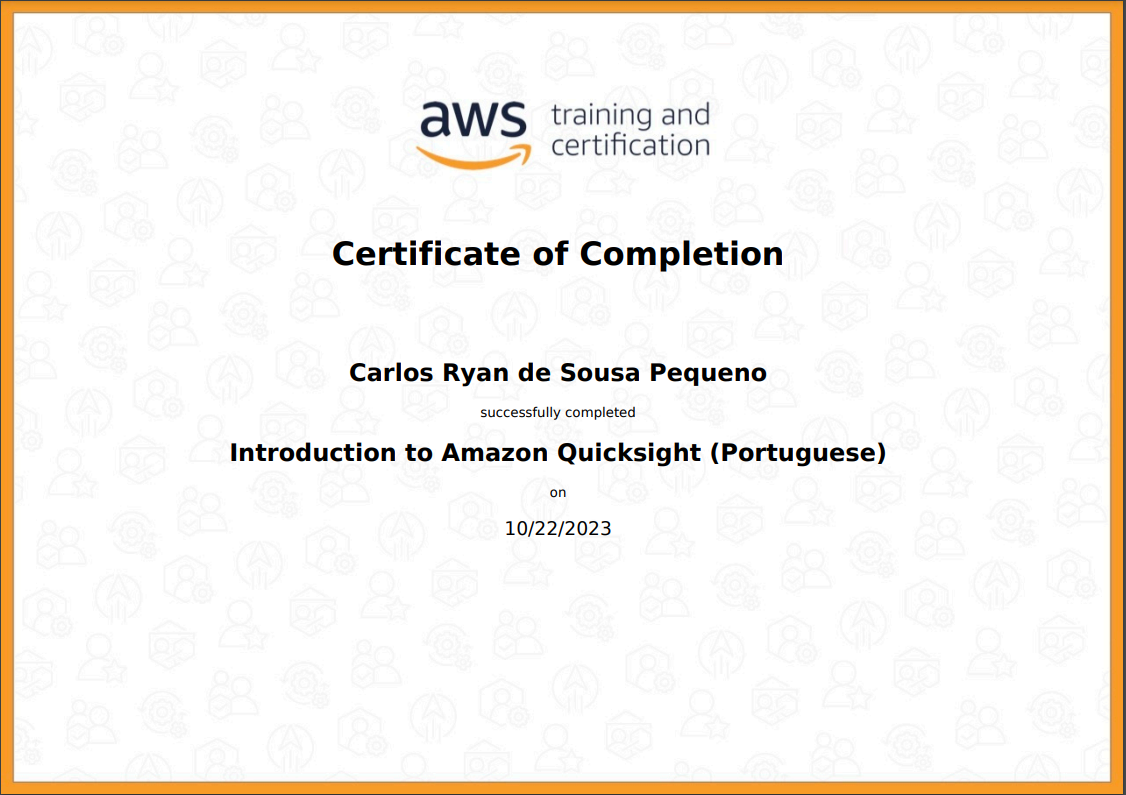 aws training and
certification
Certificate of Completion
Carlos Ryan de Sousa Pequeno
successfully completed
Introduction to Amazon Quicksight (Portuguese)
on
10/22/2023